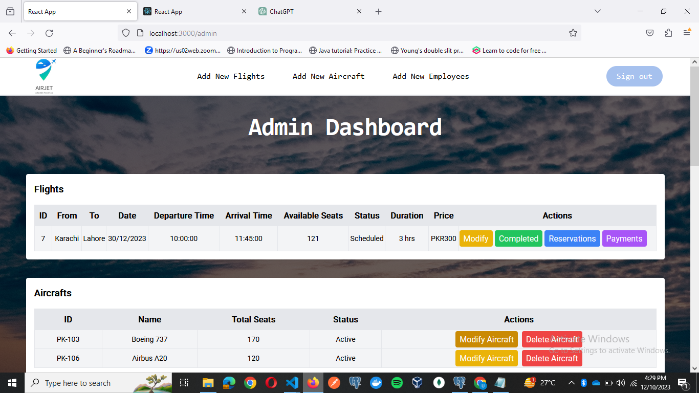 React App
React App
ChatGPT
localhost:3000/admin
Getting Started
A Beginner's Roadma...
https://us02web.zoom...
Introduction to Progra...
Java tutorial: Practice ...
Young's double slit pr...
Learn to code for free ...
AIRJET
Add New Flights
Add New Aircraft
Add New Employees
Sign out
Admin Dashboard
Flights
ID From To Date Departure Time Arrival Time Available Seats Status Duration Price Actions
7 Karachi Lahore 30/12/2023 10:00:00 11:45:00 121 Scheduled 3 hrs PKR300 Modify Completed Reservations Payments
Aircrafts
ID Name Total Seats Status Actions
PK-103 Boeing 737 170 Active Modify Aircraft Delete Aircraft
PK-106 Airbus A20 120 Active Modify Aircraft Delete Aircraft
Windows
to activate Windows.
Type here to search
27°C
4:29 PM
12/10/2023